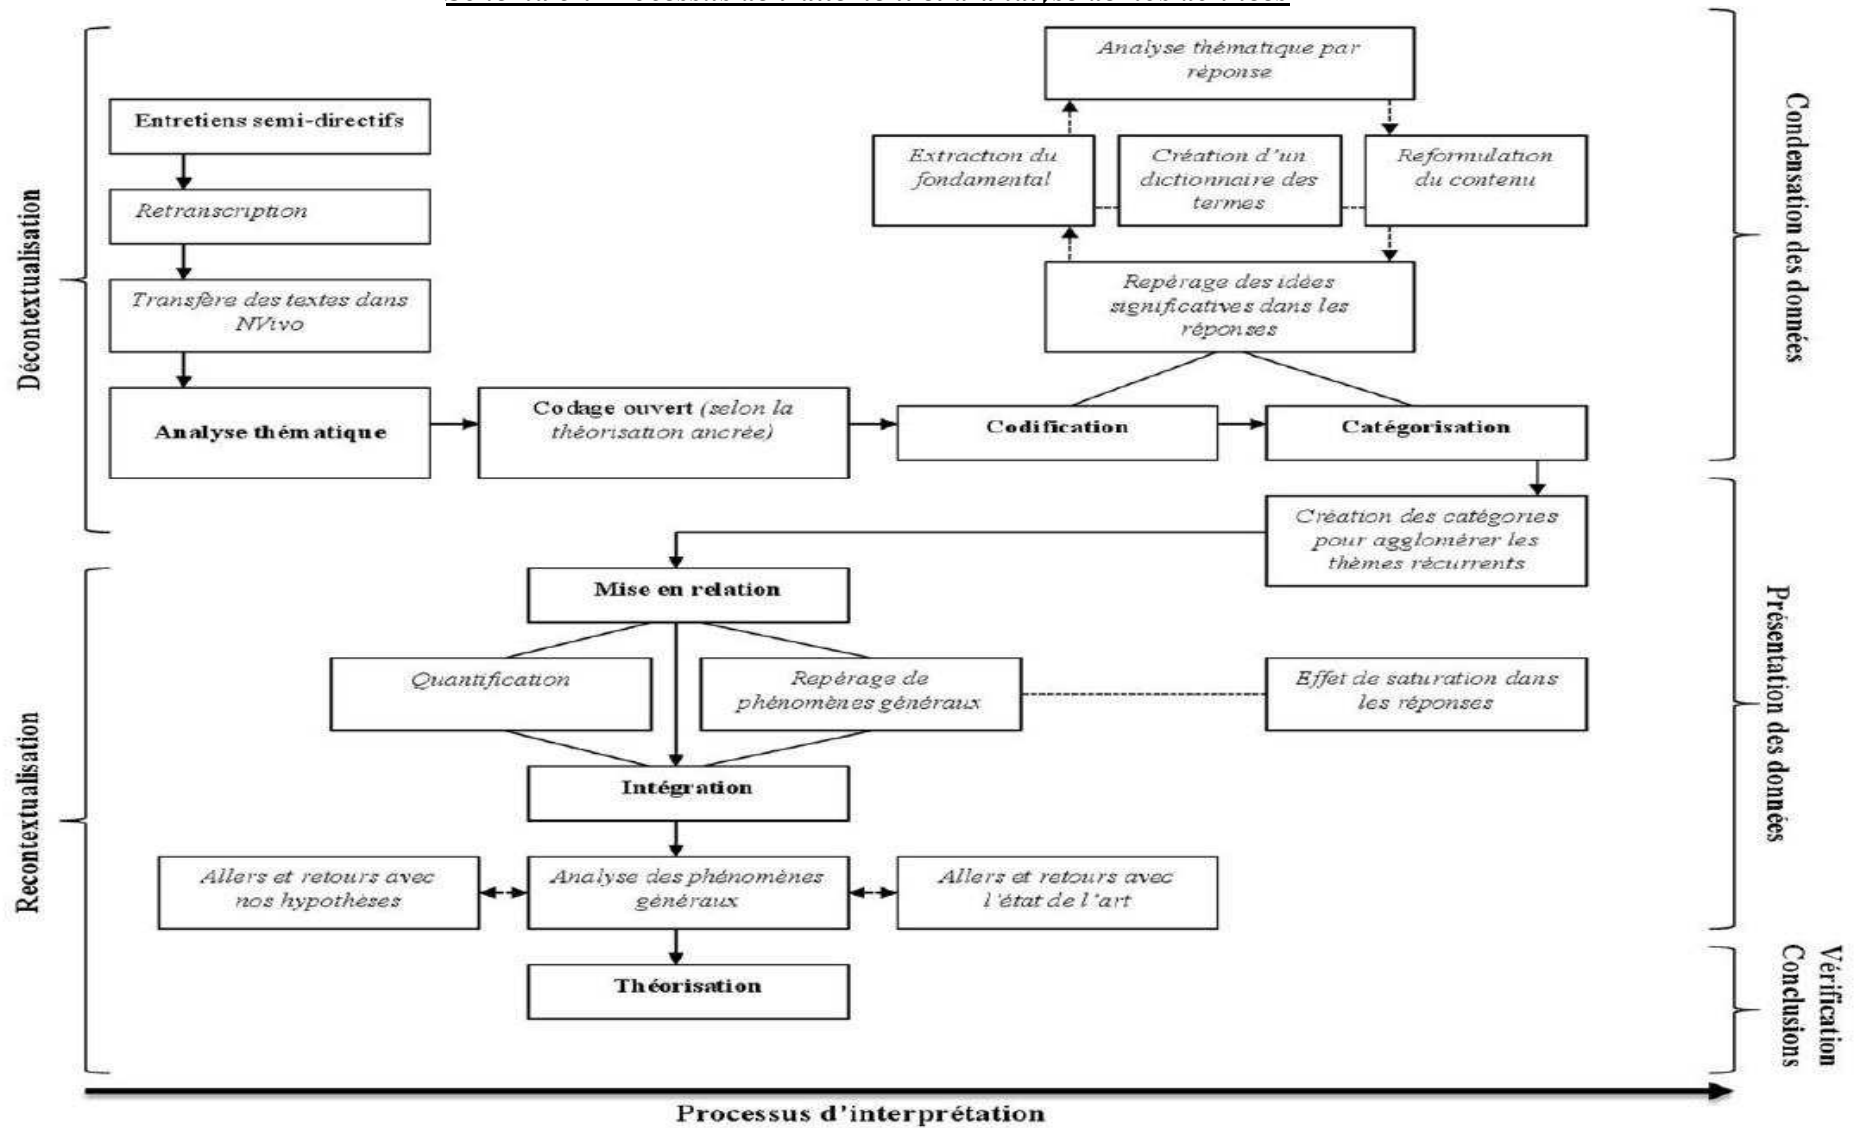 Analyse thématique par
réponse
Entretiens semi-directifs
Extraction du
fondamental
Création d'un
dictionnaire des
termes
Reformulation
du contenu
Retranscription
Transfère des textes dans
NVivo
Repérage des idées
significatives dans les
réponses
Analyse thématique
Codage ouvert (selon la
théorisation ancrée)
Codification
Catégorisation
Création des catégories
pour agglomérer les
thèmes récurrents
Mise en relation
Quantification
Repérage de
phénomènes généraux
Effet de saturation dans
les réponses
Intégration
Allers et retours avec
nos hypothèses
Analyse des phénomènes
généraux
Allers et retours avec
l'état de l'art
Théorisation
Décontextualisation
Recontextualisation
Condensation des données
Présentation des données
Vérification
Conclusions
Processus d'interprétation